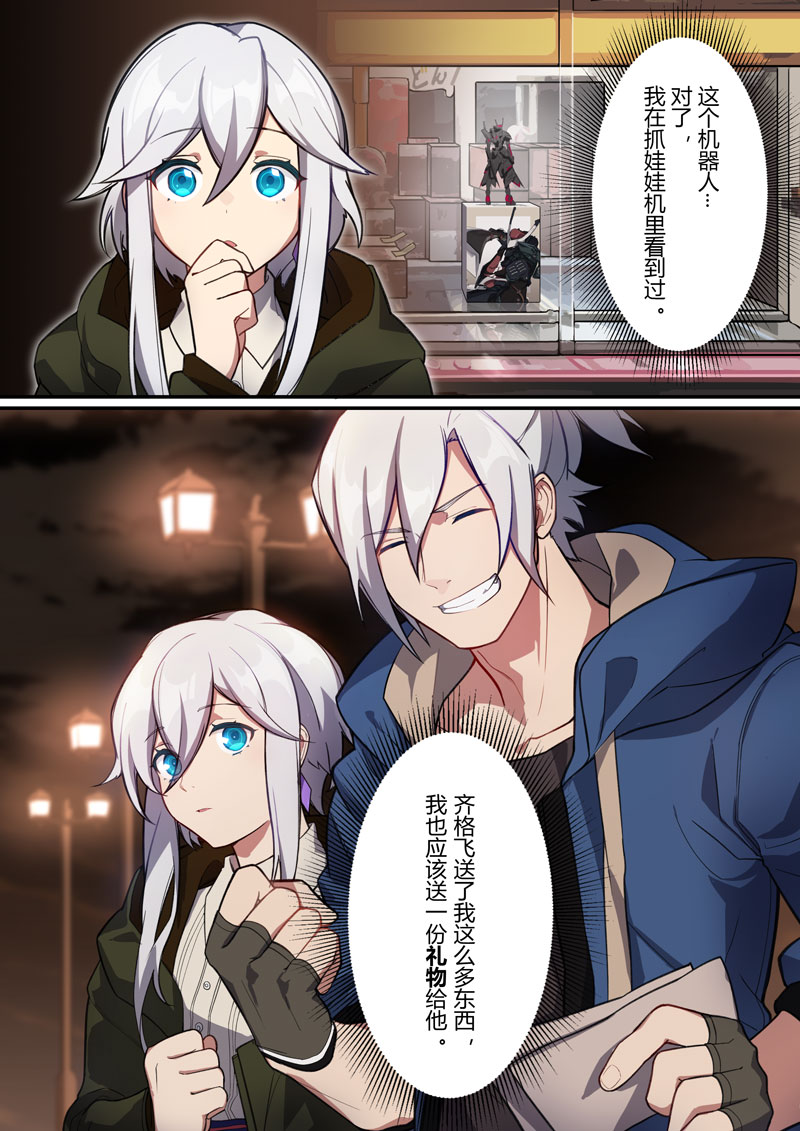 どん!
这个机器人…
对了，
我在抓娃娃机里看到过。
齐格飞送了我这么多东西，
我也应该送一份礼物给他。